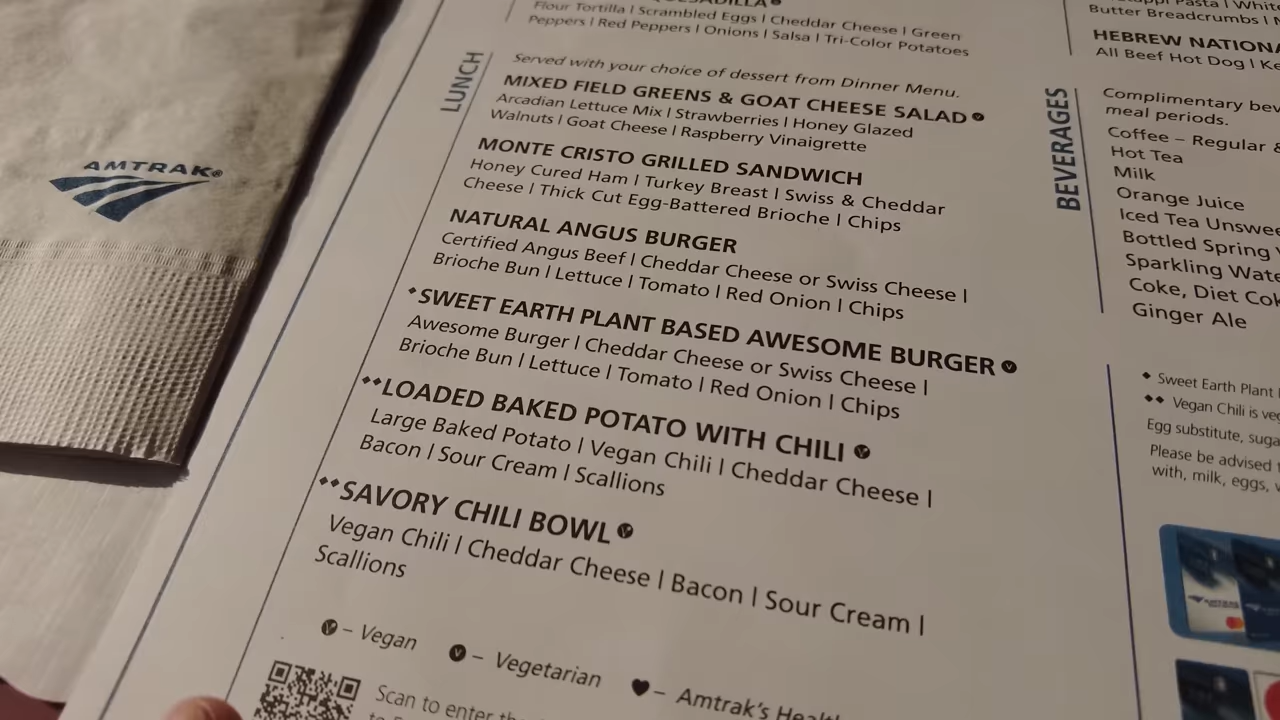 AMTRAK
Flour Tortilla | Scrambled Eggs | Cheddar Cheese | Green
Peppers | Red Peppers | Onions | Salsa | Tri-Color Potatoes
LUNCH
Served with your choice of dessert from Dinner Menu.
MIXED FIELD GREENS & GOAT CHEESE SALAD
Arcadian Lettuce Mix | Strawberries | Honey Glazed
Walnuts | Goat Cheese | Raspberry Vinaigrette
MONTE CRISTO GRILLED SANDWICH
Honey Cured Ham | Turkey Breast | Swiss & Cheddar
Cheese | Thick Cut Egg-Battered Brioche | Chips
NATURAL ANGUS BURGER
Certified Angus Beef | Cheddar Cheese or Swiss Cheese |
Brioche Bun | Lettuce | Tomato | Red Onion | Chips
◆SWEET EARTH PLANT BASED AWESOME BURGER
Awesome Burger | Cheddar Cheese or Swiss Cheese |
Brioche Bun | Lettuce | Tomato | Red Onion | Chips
◆◆LOADED BAKED POTATO WITH CHILI
Large Baked Potato | Vegan Chili | Cheddar Cheese |
Bacon | Sour Cream | Scallions
◆◆SAVORY CHILI BOWL
Vegan Chili | Cheddar Cheese | Bacon | Sour Cream |
Scallions
– Vegan V – Vegetarian ♥ – Amtrak's
Scan to enter
Pasta |
Butter Breadcrumbs |
HEBREW
All Beef Hot Dog |
BEVERAGES
Complimentary
meal periods.
Coffee – Regular &
Hot Tea
Milk
Orange Juice
Iced Tea
Bottled Spring
Sparkling
Coke, Diet
Ginger Ale
◆ Sweet Earth Plant
◆◆ Vegan Chili is
Egg substitute,
Please be advised
with, milk, eggs,